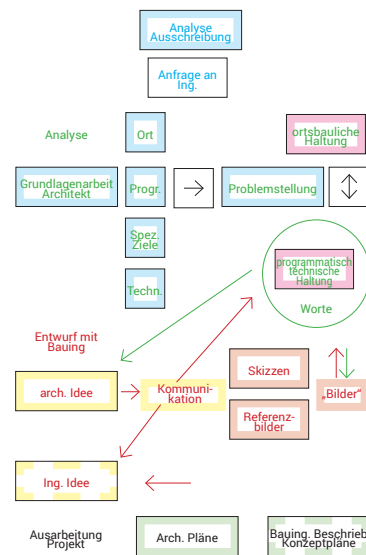 Analyse
Ausschreibung
Anfrage an
Ing.
Analyse
Ort
ortsbauliche
Haltung
Grundlagenarbeit
Architekt
Progr.
Problemstellung
Spez.
Ziele
programmatisch
technische
Haltung
Techn.
Worte
Entwurf mit
Bauing
Skizzen
arch. Idee
Kommuni-
kation
„Bilder“
Referenz-
bilder
Ing. Idee
Ausarbeitung
Projekt
Arch. Pläne
Bauing. Beschrieb
Konzeptpläne